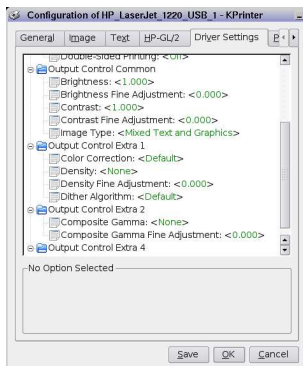 Configuration of HP_LaserJet_1220_USB_1 - KPrinter
General Image Text HP-GL/2 Driver Settings P
Double-Sided Printing: <Off>
Output Control Common
Brightness: <1.000>
Brightness Fine Adjustment: <0.000>
Contrast: <1.000>
Contrast Fine Adjustment: <0.000>
Image Type: <Mixed Text and Graphics>
Output Control Extra 1
Color Correction: <Default>
Density: <None>
Density Fine Adjustment: <0.000>
Dither Algorithm: <Default>
Output Control Extra 2
Composite Gamma: <None>
Composite Gamma Fine Adjustment: <0.000>
Output Control Extra 4
No Option Selected
Save OK Cancel